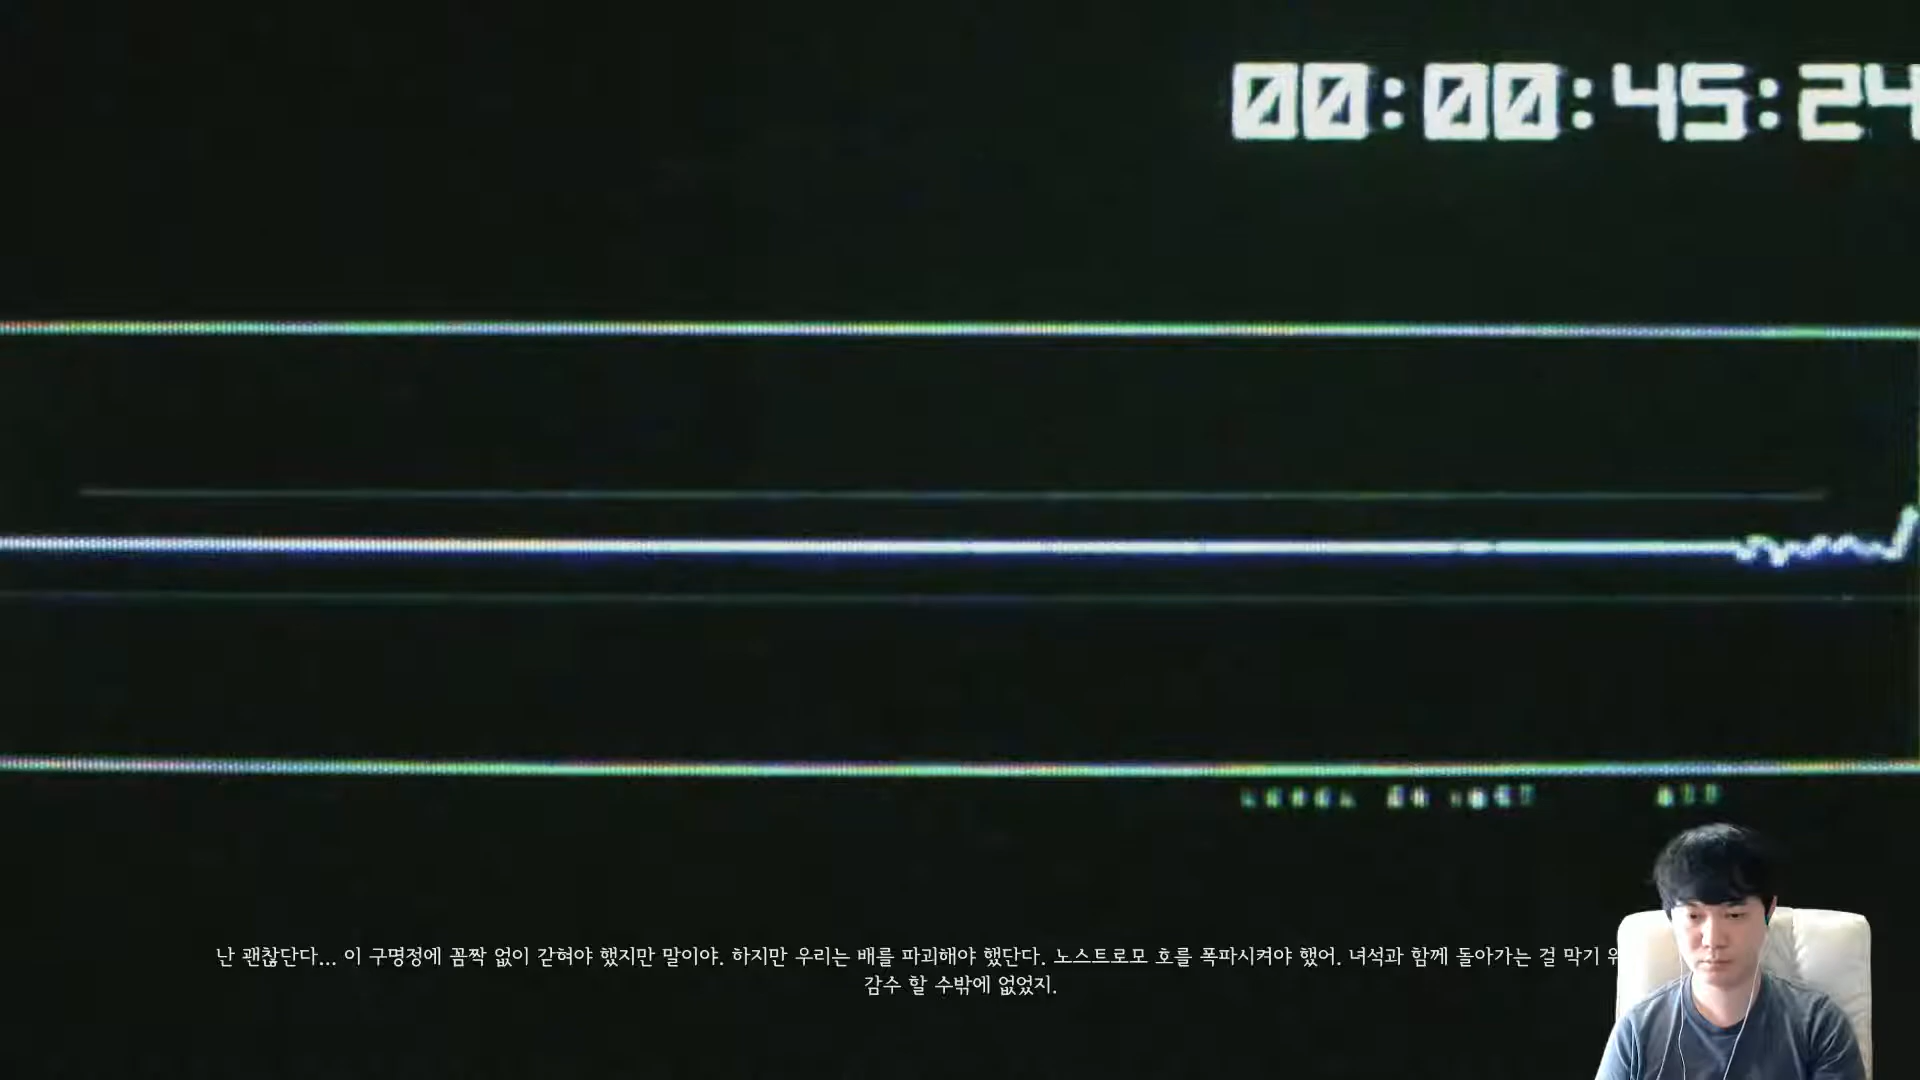 00:00:45:24
난 괜찮단다... 이 구명정에 꼼짝 없이 갇혀야 했지만 말이야. 하지만 우리는 배를 파괴해야 했단다. 노스트로모 호를 폭파시켜야 했어. 녀석과 함께 돌아가는 걸 막기
감수 할 수밖에 없었지.